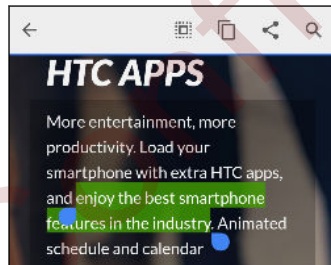 HTC APPS
More entertainment, more
productivity. Load your
smartphone with extra HTC apps,
and enjoy the best smartphone
features in the industry. Animated
schedule and calendar